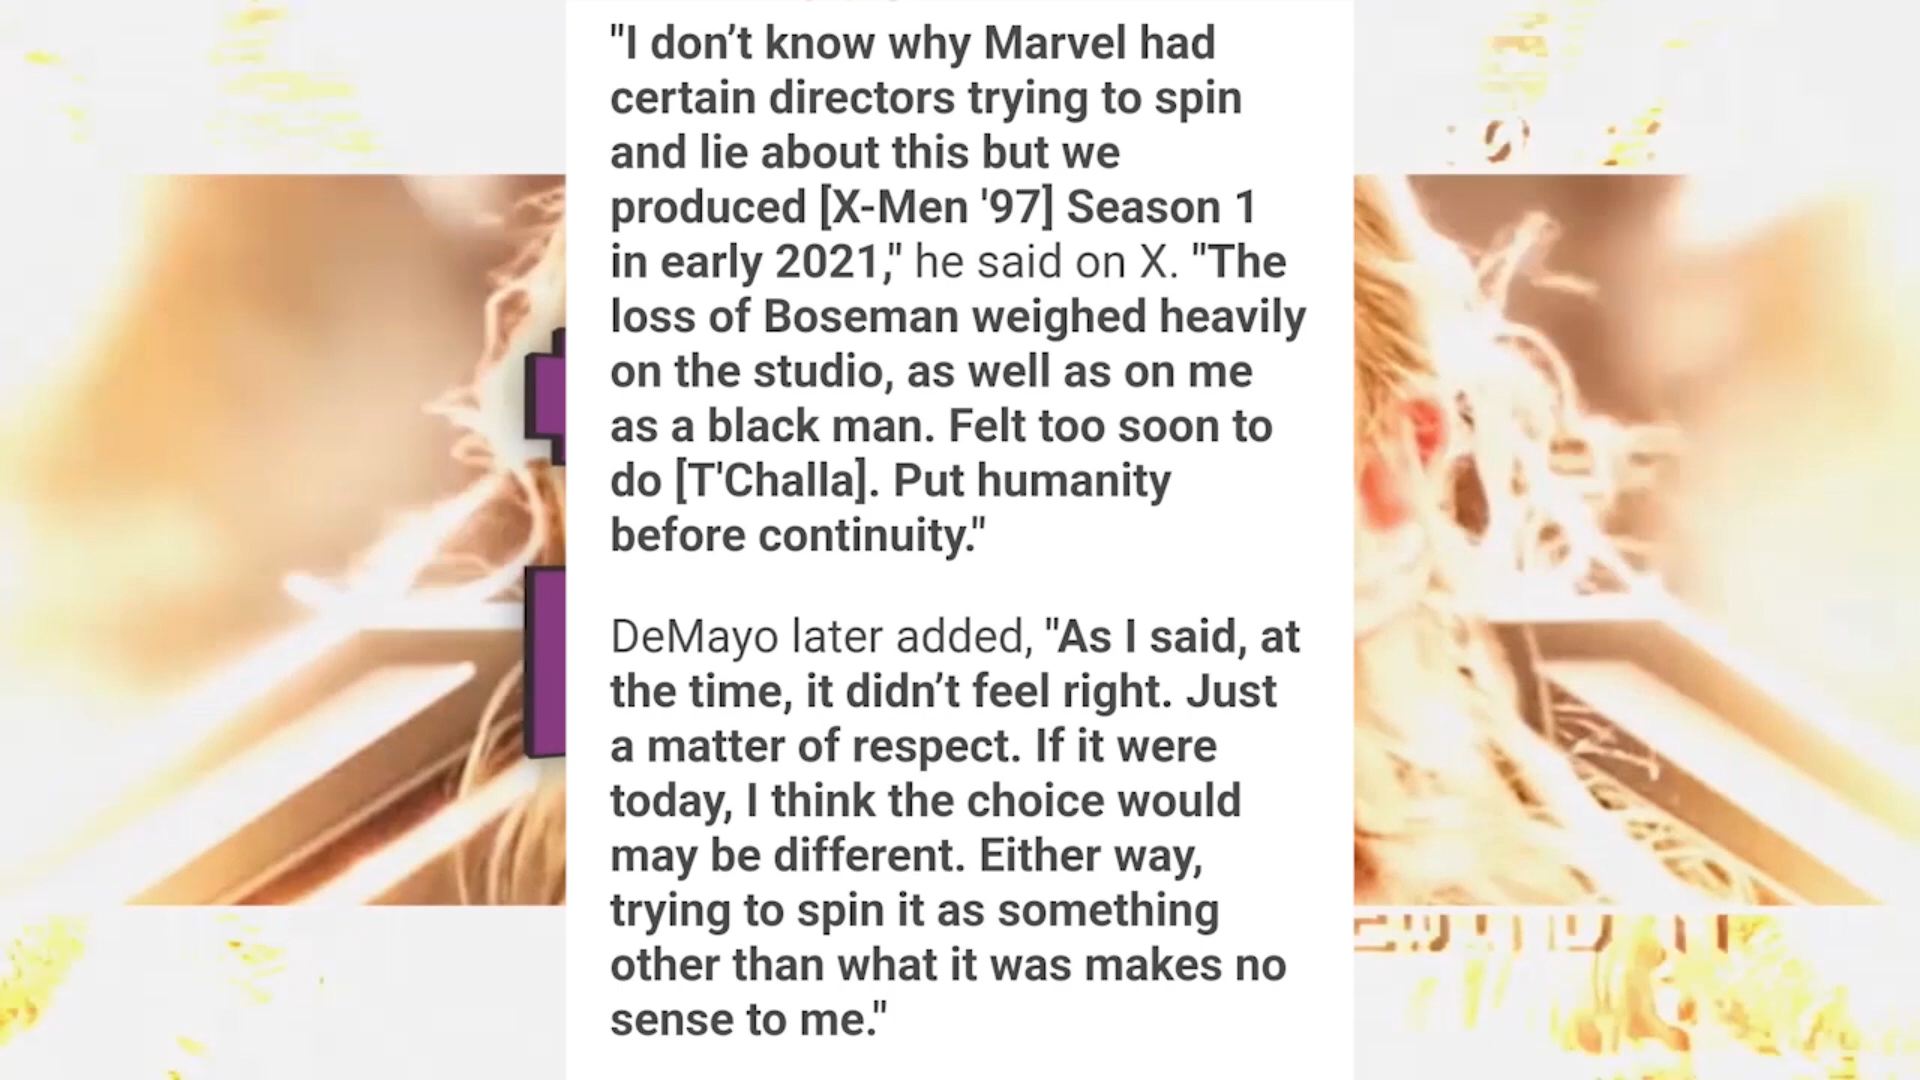 "I don’t know why Marvel had
certain directors trying to spin
and lie about this but we
produced [X-Men '97] Season 1
in early 2021," he said on X. "The
loss of Boseman weighed heavily
on the studio, as well as on me
as a black man. Felt too soon to
do [T'Challa]. Put humanity
before continuity."
DeMayo later added, "As I said, at
the time, it didn’t feel right. Just
a matter of respect. If it were
today, I think the choice would
may be different. Either way,
trying to spin it as something
other than what it was makes no
sense to me."